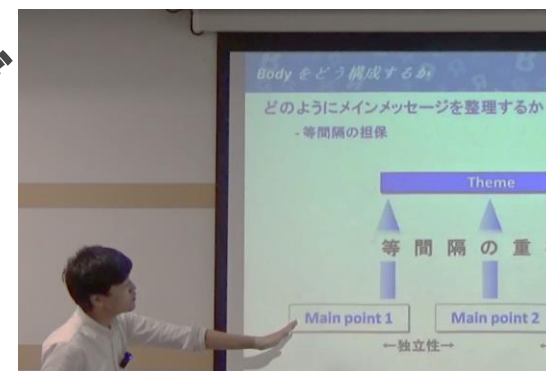 Body をどう構成するか
どのようにメインメッセージを整理するか
- 等間隔の担保
Theme
等 間 隔 の 重
Main point 1 Main point 2
←独立性→ ←